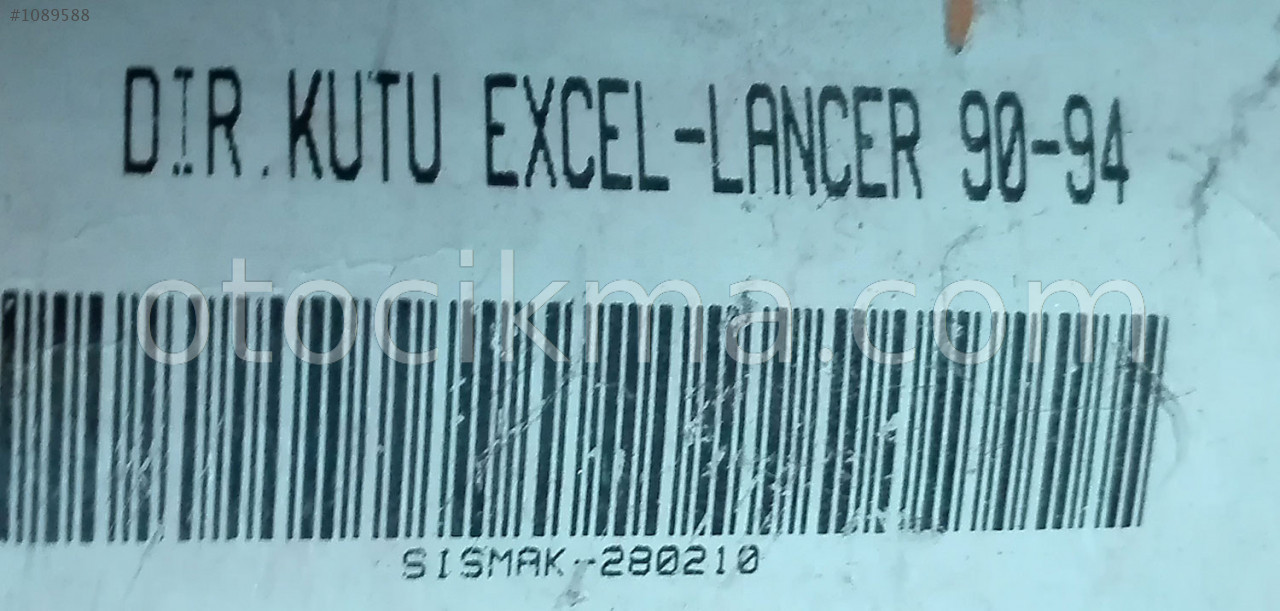 #1089588
DİR.KUTU EXCEL-LANCER 90-94
otocikma.com
SISMAK-280210